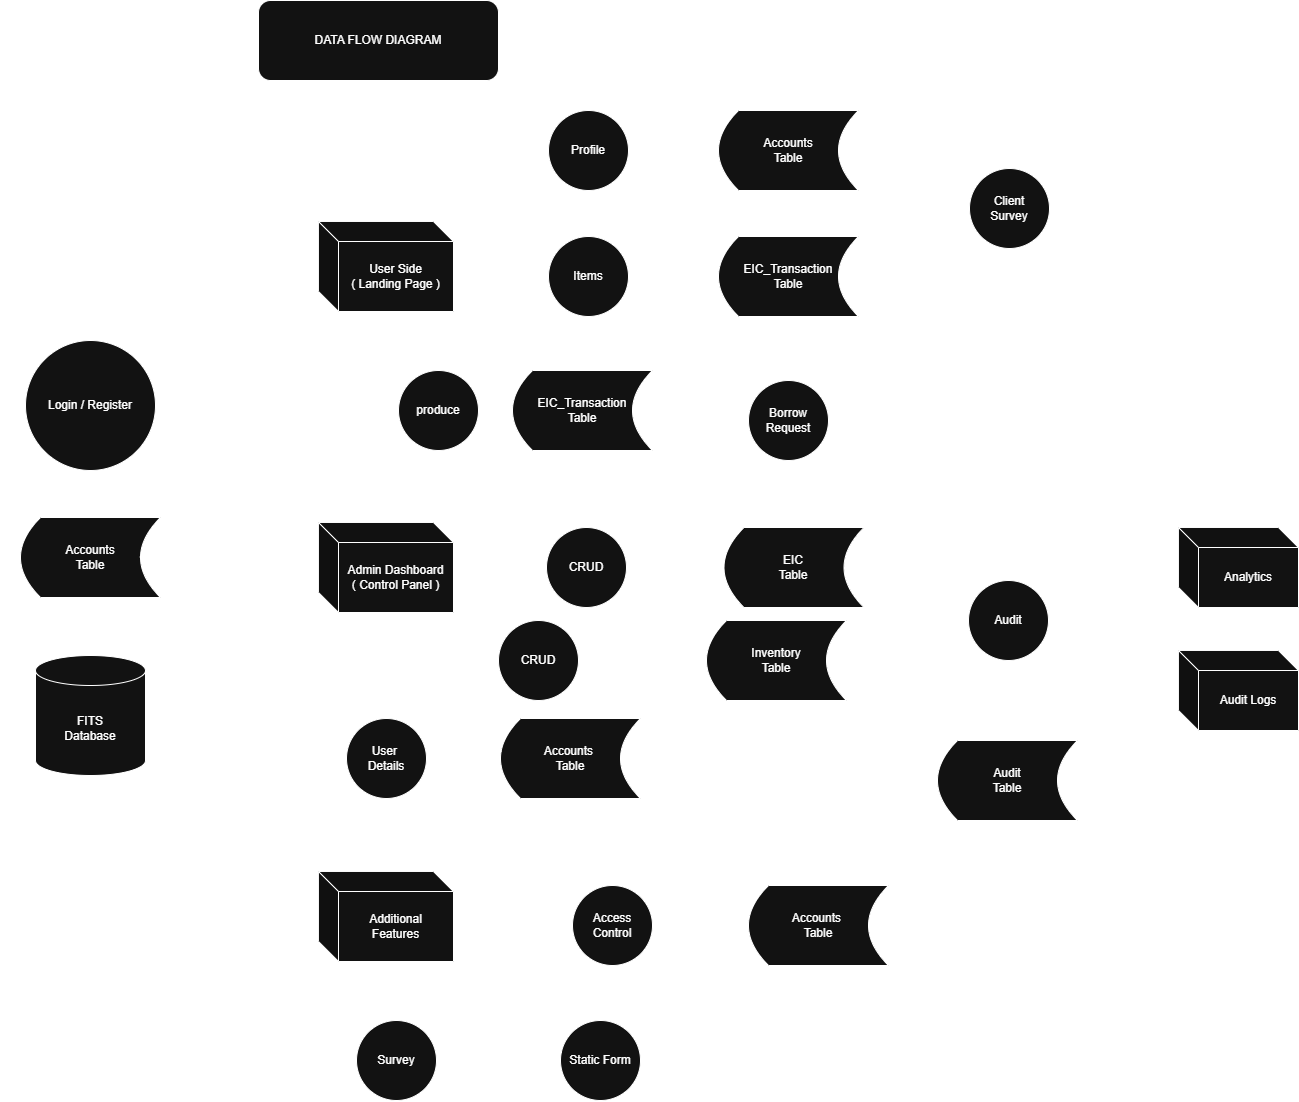 DATA FLOW DIAGRAM
Profile
Accounts
Table
Client
Survey
User Side
( Landing Page )
Items
EIC_Transaction
Table
Login / Register
produce
EIC_Transaction
Table
Borrow
Request
Accounts
Table
Admin Dashboard
( Control Panel )
CRUD
EIC
Table
Analytics
Audit
CRUD
Inventory
Table
Audit Logs
FITS
Database
User
Details
Accounts
Table
Audit
Table
Additional
Features
Access
Control
Accounts
Table
Survey
Static Form